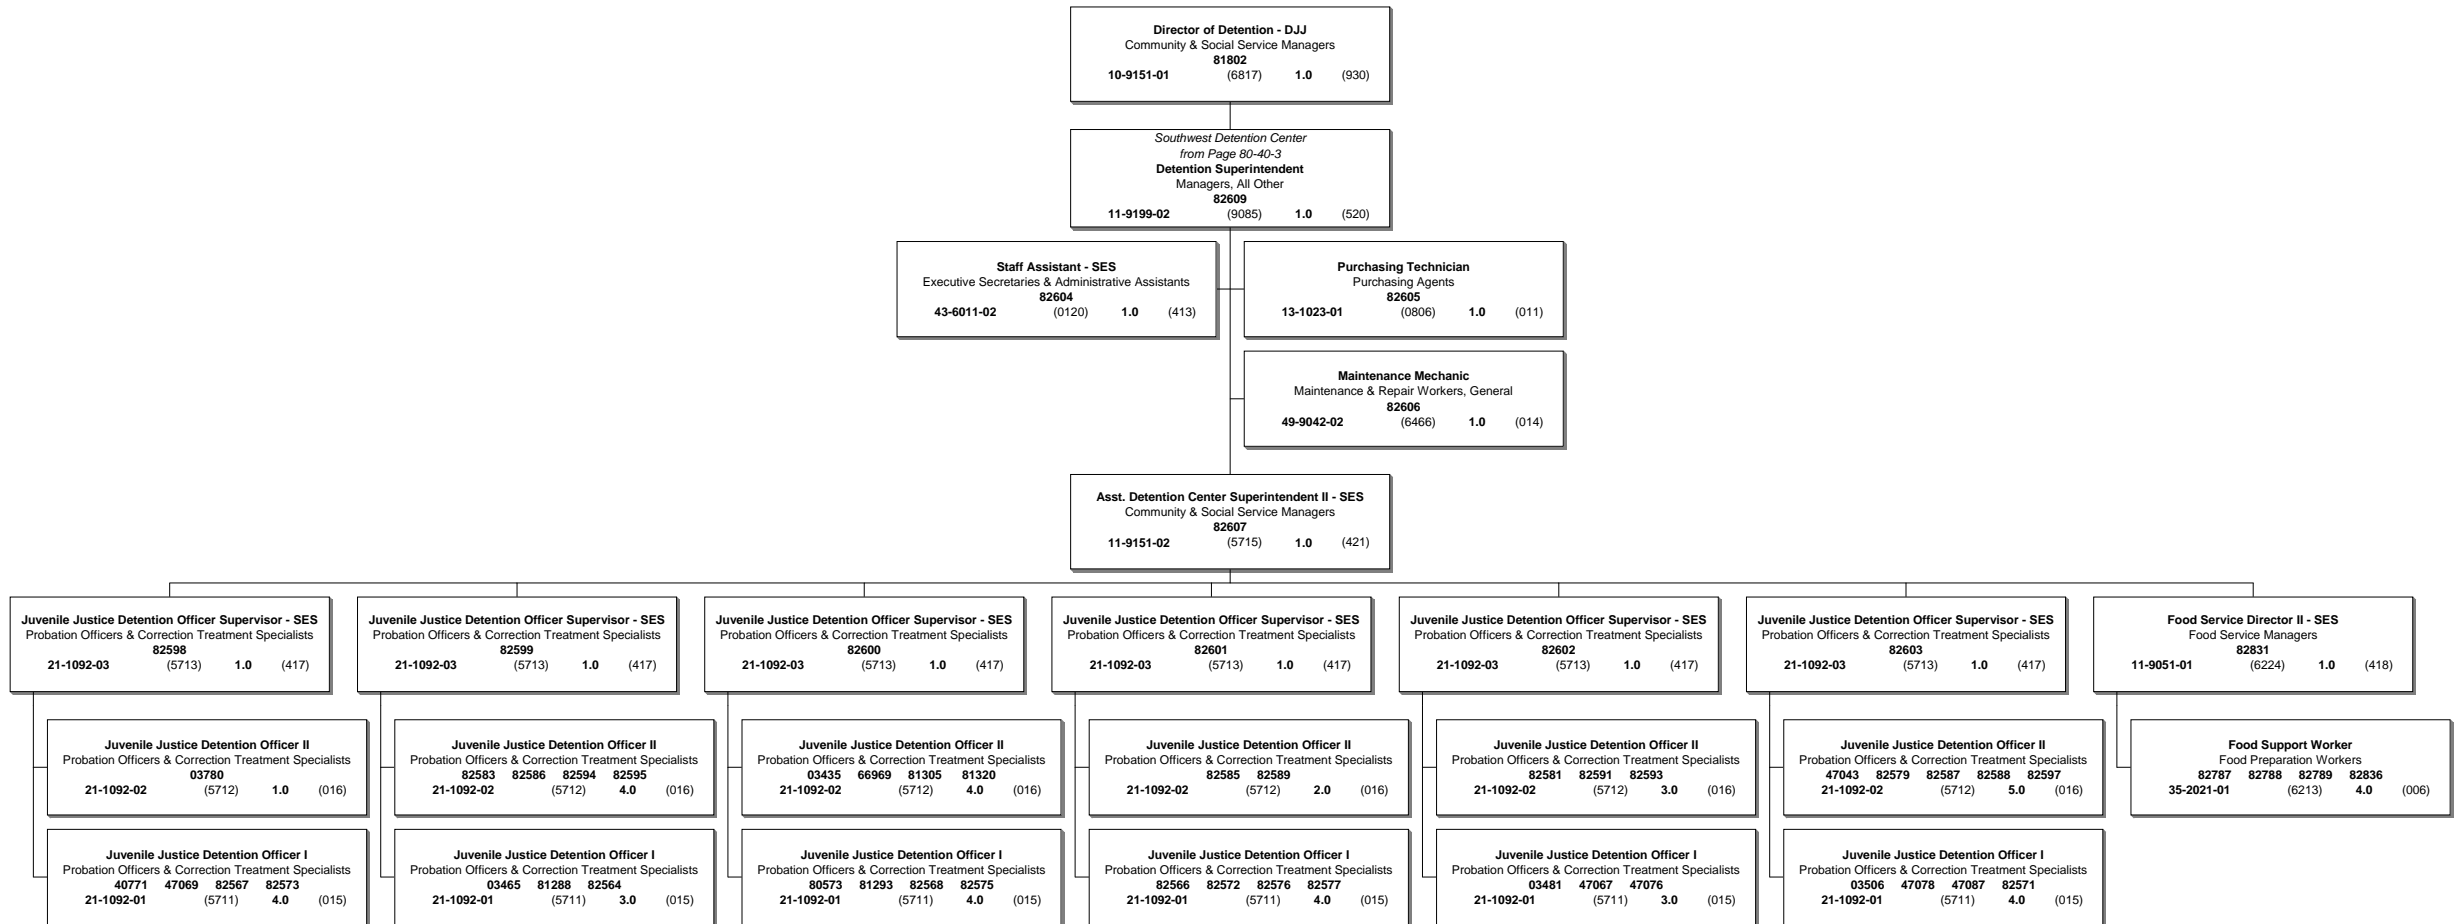 Director of Detention - DJJ
Community & Social Service Managers
81802
10-9151-01 (6817) 1.0 (930)
Southwest Detention Center
from Page 80-40-3
Detention Superintendent
Managers, All Other
82609
11-9199-02 (9085) 1.0 (520)
Staff Assistant - SES
Executive Secretaries & Administrative Assistants
82604
43-6011-02 (0120) 1.0 (413)
Purchasing Technician
Purchasing Agents
82605
13-1023-01 (0806) 1.0 (011)
Maintenance Mechanic
Maintenance & Repair Workers, General
82606
49-9042-02 (6466) 1.0 (014)
Asst. Detention Center Superintendent II - SES
Community & Social Service Managers
82607
11-9151-02 (5715) 1.0 (421)
Juvenile Justice Detention Officer Supervisor - SES
Probation Officers & Correction Treatment Specialists
82598
21-1092-03 (5713) 1.0 (417)
Juvenile Justice Detention Officer Supervisor - SES
Probation Officers & Correction Treatment Specialists
82599
21-1092-03 (5713) 1.0 (417)
Juvenile Justice Detention Officer Supervisor - SES
Probation Officers & Correction Treatment Specialists
82600
21-1092-03 (5713) 1.0 (417)
Juvenile Justice Detention Officer Supervisor - SES
Probation Officers & Correction Treatment Specialists
82601
21-1092-03 (5713) 1.0 (417)
Juvenile Justice Detention Officer Supervisor - SES
Probation Officers & Correction Treatment Specialists
82602
21-1092-03 (5713) 1.0 (417)
Juvenile Justice Detention Officer Supervisor - SES
Probation Officers & Correction Treatment Specialists
82603
21-1092-03 (5713) 1.0 (417)
Food Service Director II - SES
Food Service Managers
82831
11-9051-01 (6224) 1.0 (418)
Juvenile Justice Detention Officer II
Probation Officers & Correction Treatment Specialists
03780
21-1092-02 (5712) 1.0 (016)
Juvenile Justice Detention Officer II
Probation Officers & Correction Treatment Specialists
82583 82586 82594 82595
21-1092-02 (5712) 4.0 (016)
Juvenile Justice Detention Officer II
Probation Officers & Correction Treatment Specialists
03435 66969 81305 81320
21-1092-02 (5712) 4.0 (016)
Juvenile Justice Detention Officer II
Probation Officers & Correction Treatment Specialists
82585 82589
21-1092-02 (5712) 2.0 (016)
Juvenile Justice Detention Officer II
Probation Officers & Correction Treatment Specialists
82581 82591 82593
21-1092-02 (5712) 3.0 (016)
Juvenile Justice Detention Officer II
Probation Officers & Correction Treatment Specialists
47043 82579 82587 82588 82597
21-1092-02 (5712) 5.0 (016)
Food Support Worker
Food Preparation Workers
82787 82788 82789 82836
35-2021-01 (6213) 4.0 (006)
Juvenile Justice Detention Officer I
Probation Officers & Correction Treatment Specialists
40771 47069 82567 82573
21-1092-01 (5711) 4.0 (015)
Juvenile Justice Detention Officer I
Probation Officers & Correction Treatment Specialists
03465 81288 82564
21-1092-01 (5711) 3.0 (015)
Juvenile Justice Detention Officer I
Probation Officers & Correction Treatment Specialists
80573 81293 82568 82575
21-1092-01 (5711) 4.0 (015)
Juvenile Justice Detention Officer I
Probation Officers & Correction Treatment Specialists
82566 82572 82576 82577
21-1092-01 (5711) 4.0 (015)
Juvenile Justice Detention Officer I
Probation Officers & Correction Treatment Specialists
03481 47067 47076
21-1092-01 (5711) 3.0 (015)
Juvenile Justice Detention Officer I
Probation Officers & Correction Treatment Specialists
03506 47078 47087 82571
21-1092-01 (5711) 4.0 (015)